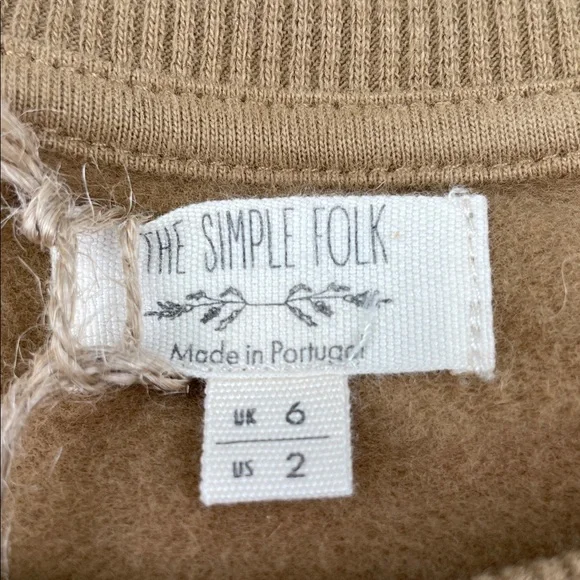 THE SIMPLE FOLK
Made in Portugal
UK 6
US 2